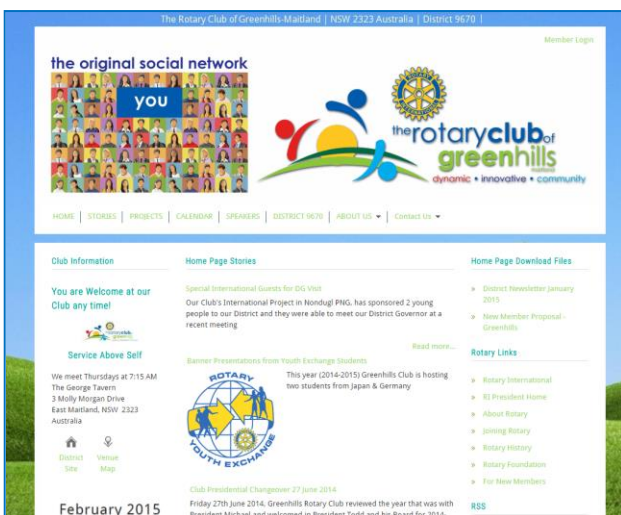 The Rotary Club of Greenhills-Maitland | NSW 2323 Australia | District 9670 |
Member Login
the original social network
you
therotaryclubof
greenhills
maitland
dynamic • innovative • community
HOME | STORIES | PROJECTS | CALENDAR | SPEAKERS | DISTRICT 9670 | ABOUT US | Contact Us
Club Information
You are Welcome at our
Club any time!
Service Above Self
We meet Thursdays at 7:15 AM
The George Tavern
3 Molly Morgan Drive
East Maitland, NSW 2323
Australia
District
Site
Venue
Map
February 2015
Home Page Stories
Special International Guests for DG Visit
Our Club's International Project in Nondugl PNG, has sponsored 2 young
people to our District and they were able to meet our District Governor at a
recent meeting
Read more...
Banner Presentations from Youth Exchange Students
This year (2014-2015) Greenhills Club is hosting
two students from Japan & Germany
ROTARY
YOUTH EXCHANGE
Club Presidential Changeover 27 June 2014
Friday 27th June 2014, Greenhills Rotary Club reviewed the year that was with
President Michael and welcomed in President Todd and his Board for 2014-
Home Page Download Files
» District Newsletter January
2015
» New Member Proposal -
Greenhills
Rotary Links
» Rotary International
» RI President Home
» About Rotary
» Joining Rotary
» Rotary History
» Rotary Foundation
» For New Members
RSS